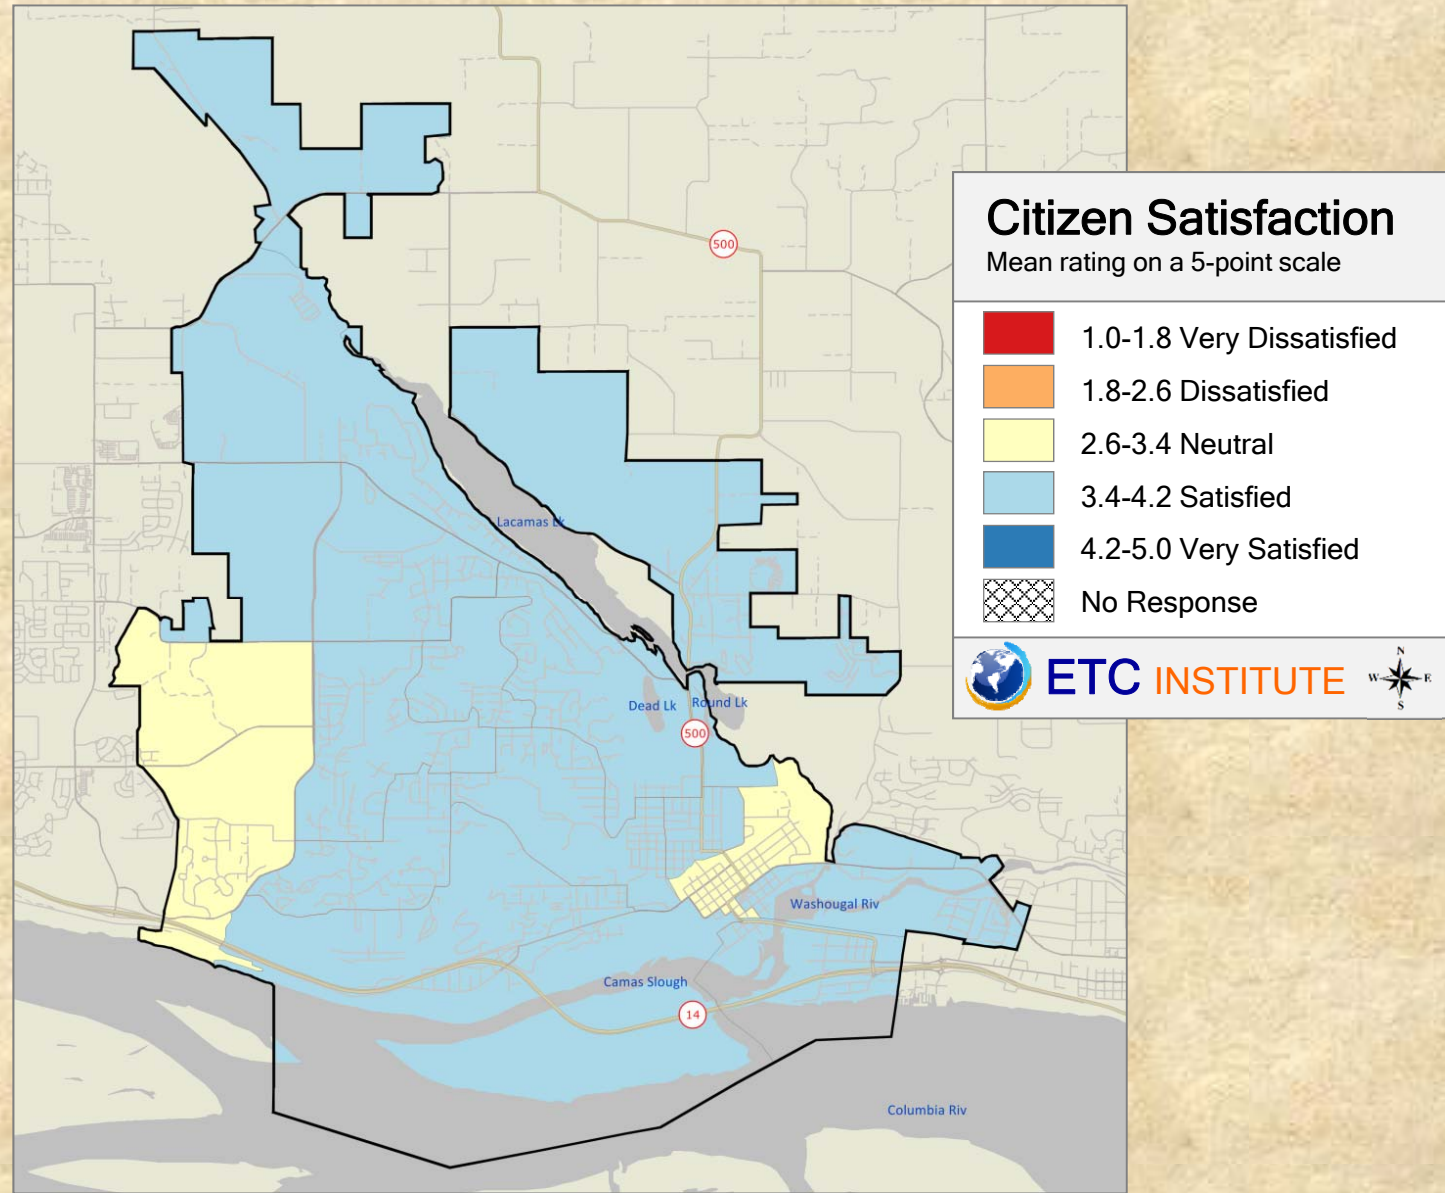 500
Citizen Satisfaction
Mean rating on a 5-point scale
1.0-1.8 Very Dissatisfied
1.8-2.6 Dissatisfied
2.6-3.4 Neutral
3.4-4.2 Satisfied
4.2-5.0 Very Satisfied
No Response
ETC INSTITUTE
N
W E
S
Lacamas Lk
Dead Lk
Round Lk
500
Washougal Riv
Camas Slough
14
Columbia Riv